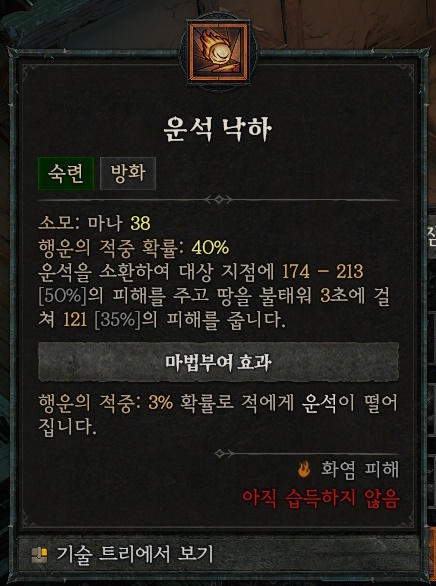 운석 낙하
숙련 방화
소모: 마나 38
행운의 적중 확률: 40%
운석을 소환하여 대상 지점에 174 - 213
[50%]의 피해를 주고 땅을 불태워 3초에 걸
쳐 121 [35%]의 피해를 줍니다.
마법부여 효과
행운의 적중: 3% 확률로 적에게 운석이 떨어
집니다.
화염 피해
아직 습득하지 않음
기술 트리에서 보기